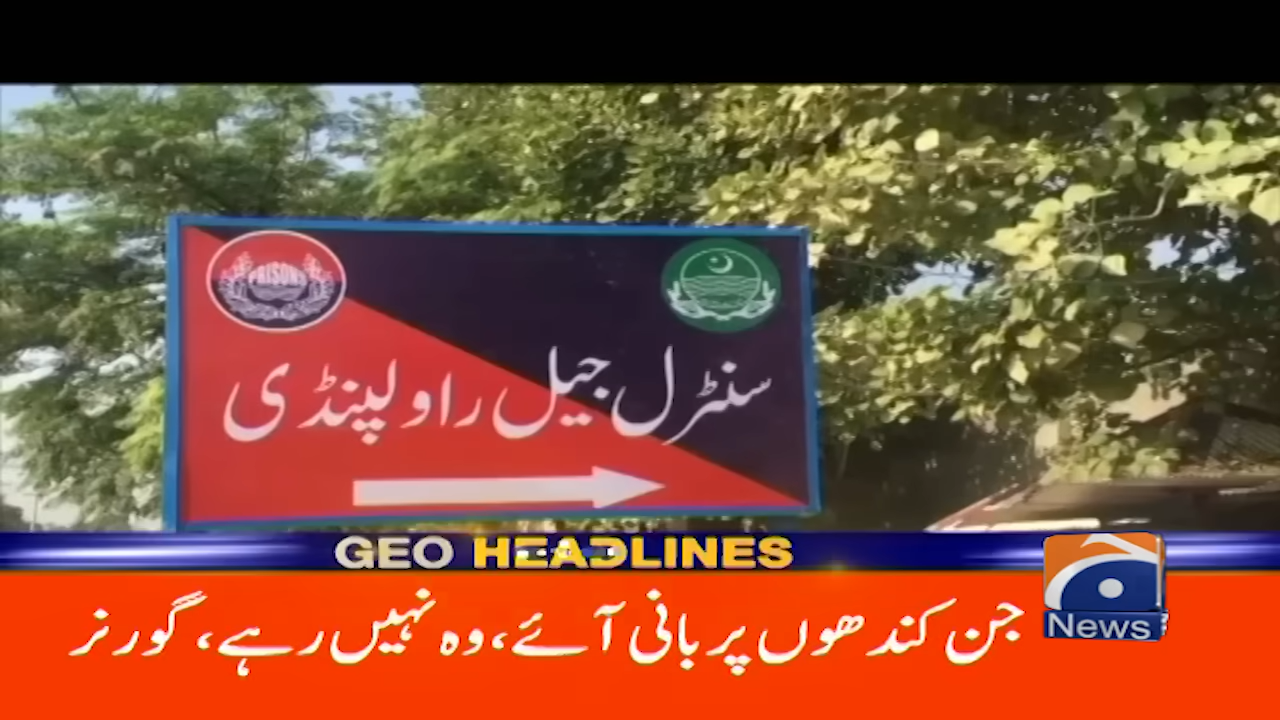 PRISONS
سنٹرل جیل راولپنڈی
GEO HEADLINES
News
جن کندھوں پر بانی آئے، وہ نہیں رہے، گورنر